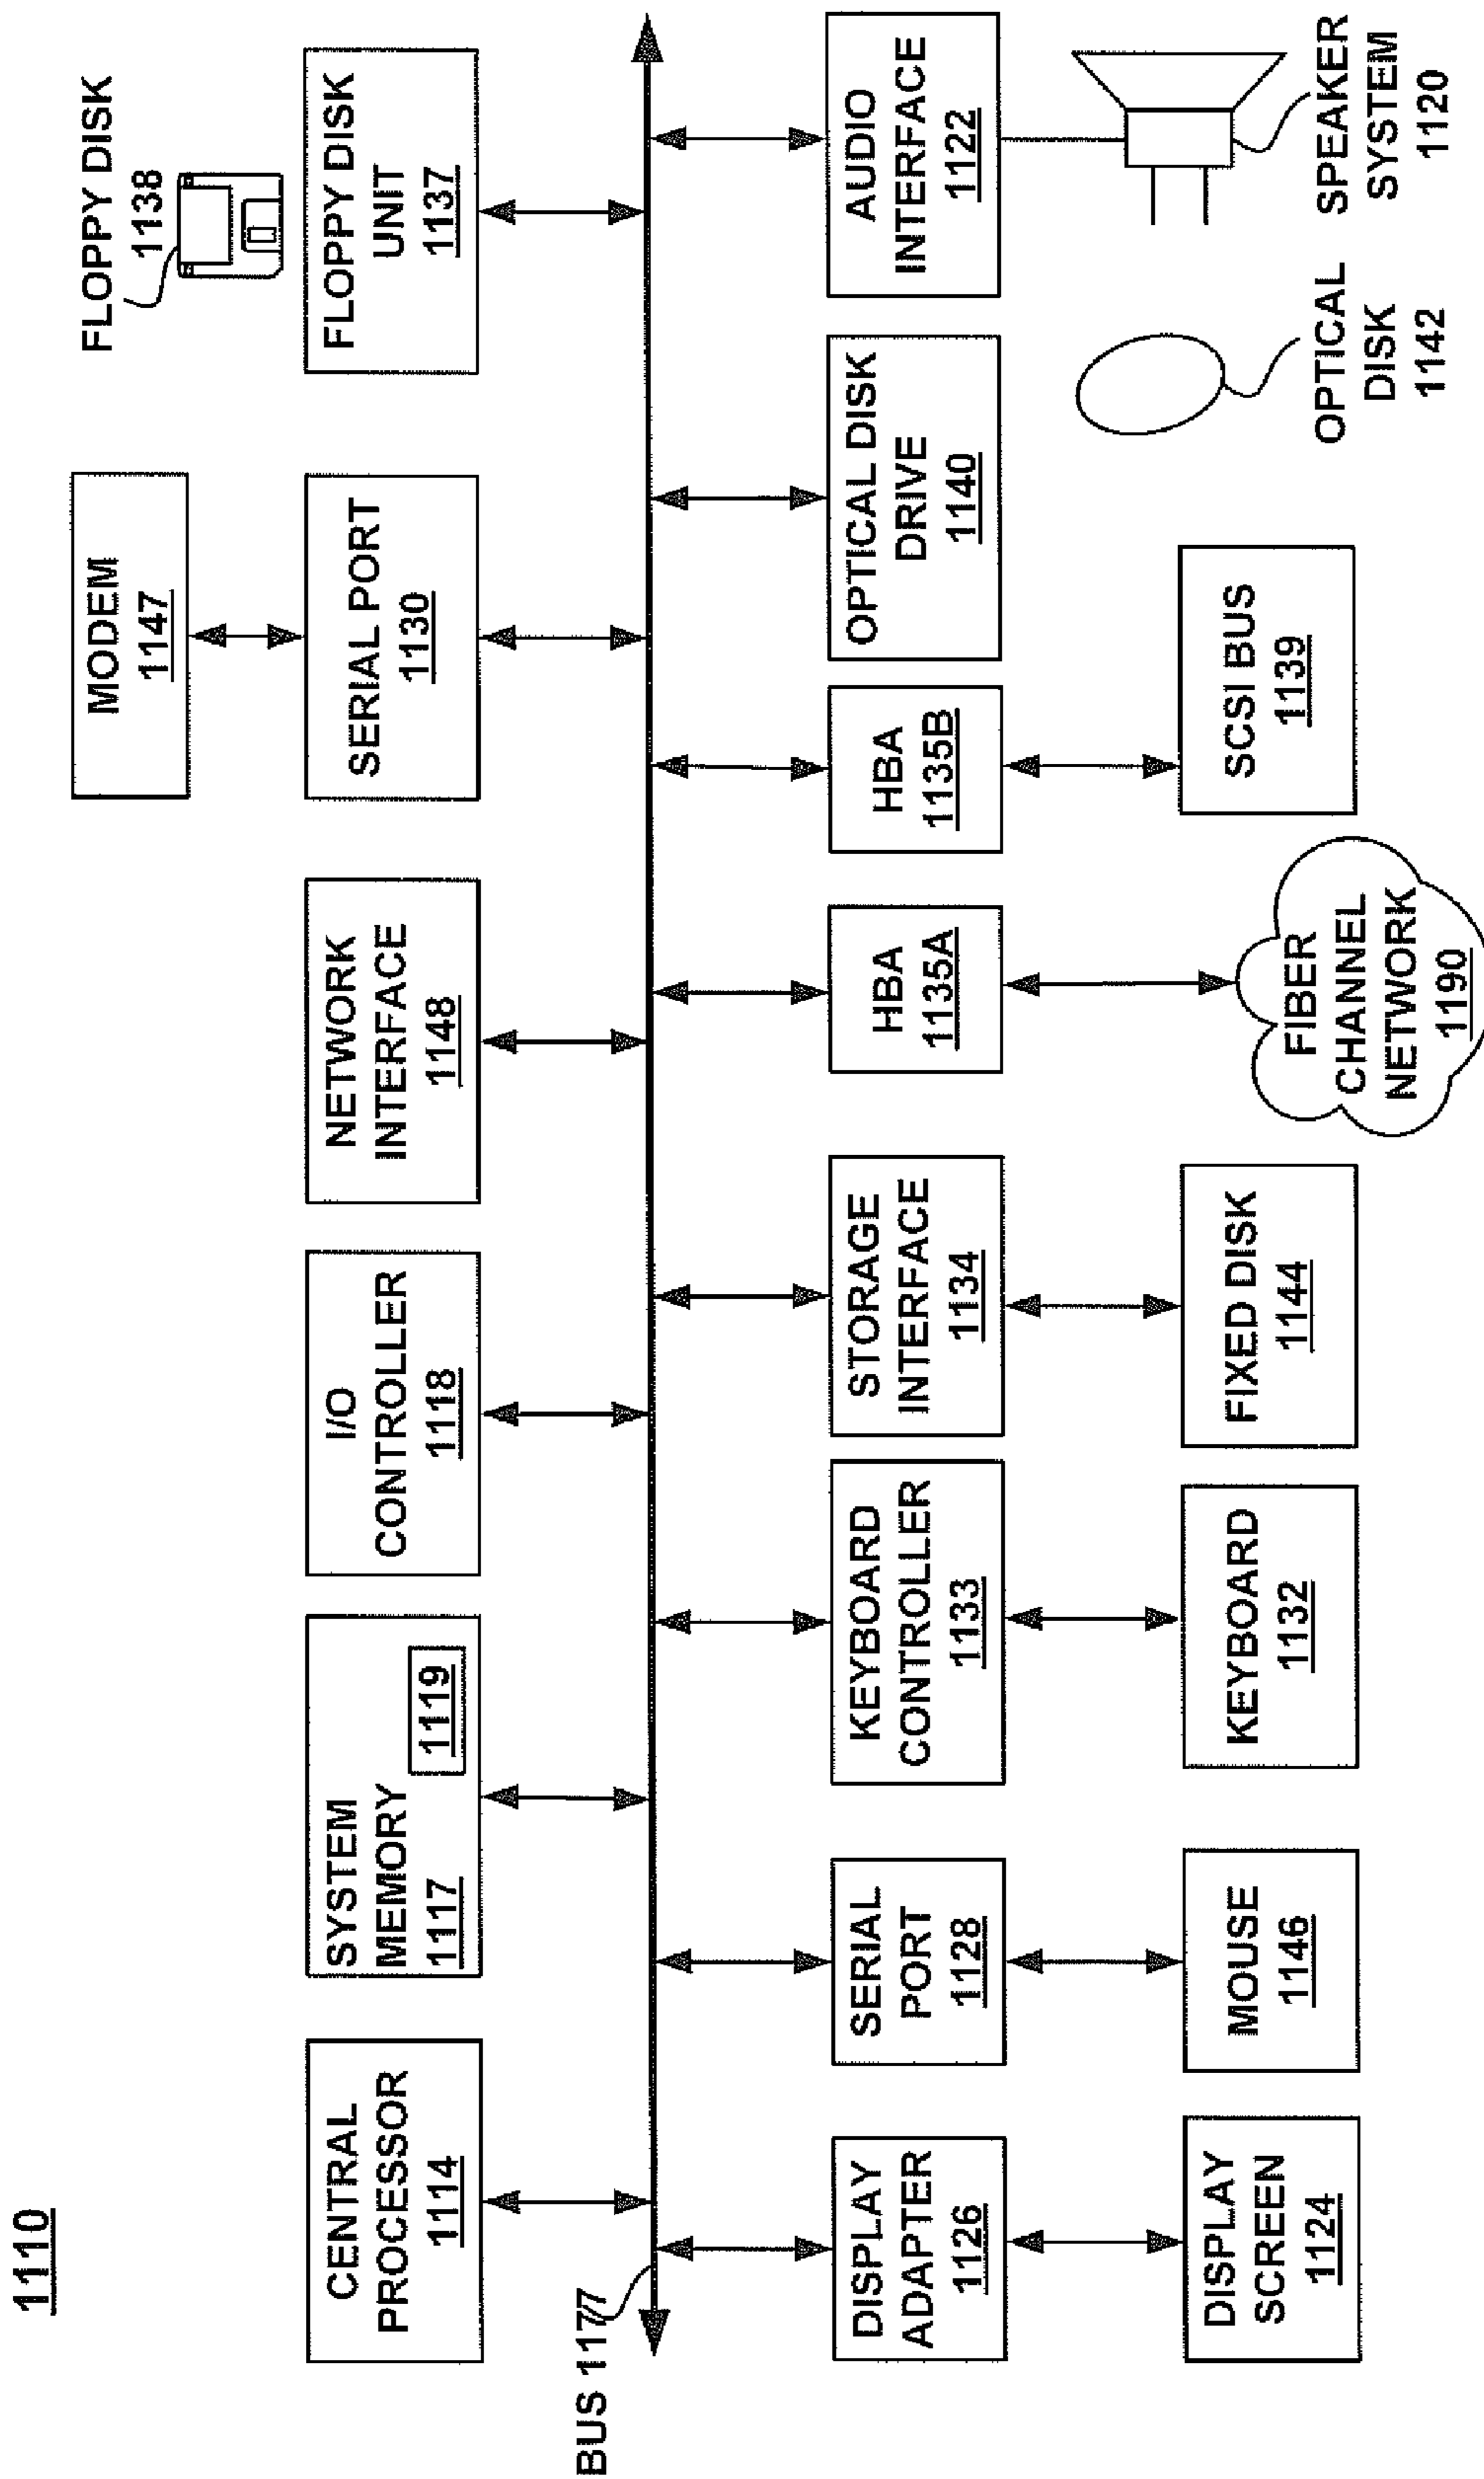 1110
CENTRAL
PROCESSOR
1114
SYSTEM
MEMORY
1117
1119
I/O
CONTROLLER
1118
NETWORK
INTERFACE
1148
MODEM
1147
SERIAL PORT
1130
FLOPPY DISK
1138
FLOPPY DISK
UNIT
1137
BUS 1177
DISPLAY
ADAPTER
1126
SERIAL
PORT
1128
KEYBOARD
CONTROLLER
1133
STORAGE
INTERFACE
1134
HBA
1135A
HBA
1135B
OPTICAL DISK
DRIVE
1140
AUDIO
INTERFACE
1122
DISPLAY
SCREEN
1124
MOUSE
1146
KEYBOARD
1132
FIXED DISK
1144
FIBER
CHANNEL
NETWORK
1190
SCSI BUS
1139
OPTICAL
DISK
1142
SPEAKER
SYSTEM
1120